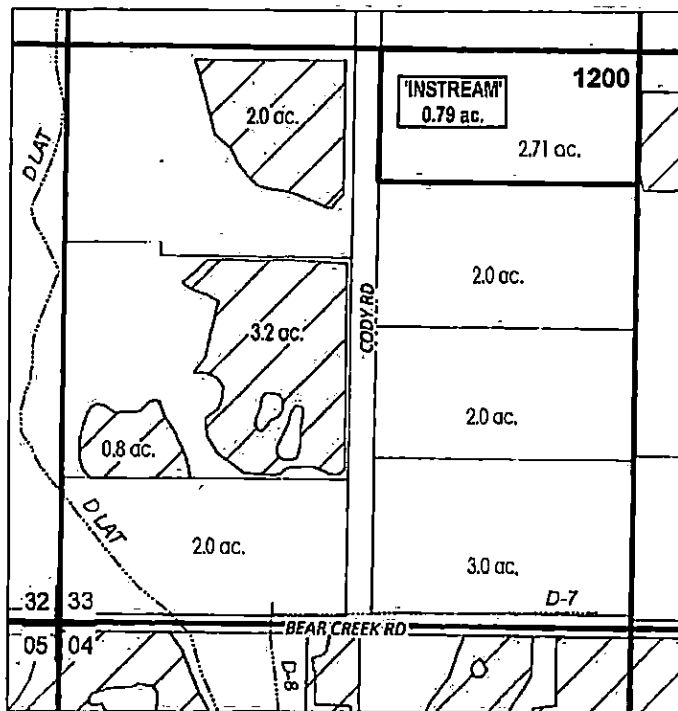 1200
'INSTREAM'
0.79 ac.
2.0 ac.
2.71 ac.
D LAT
2.0 ac.
CODY RD
3.2 ac.
2.0 ac.
0.8 ac.
D LAT
2.0 ac.
3.0 ac.
D-7
32 33
BEAR CREEK RD
05 04
D-8